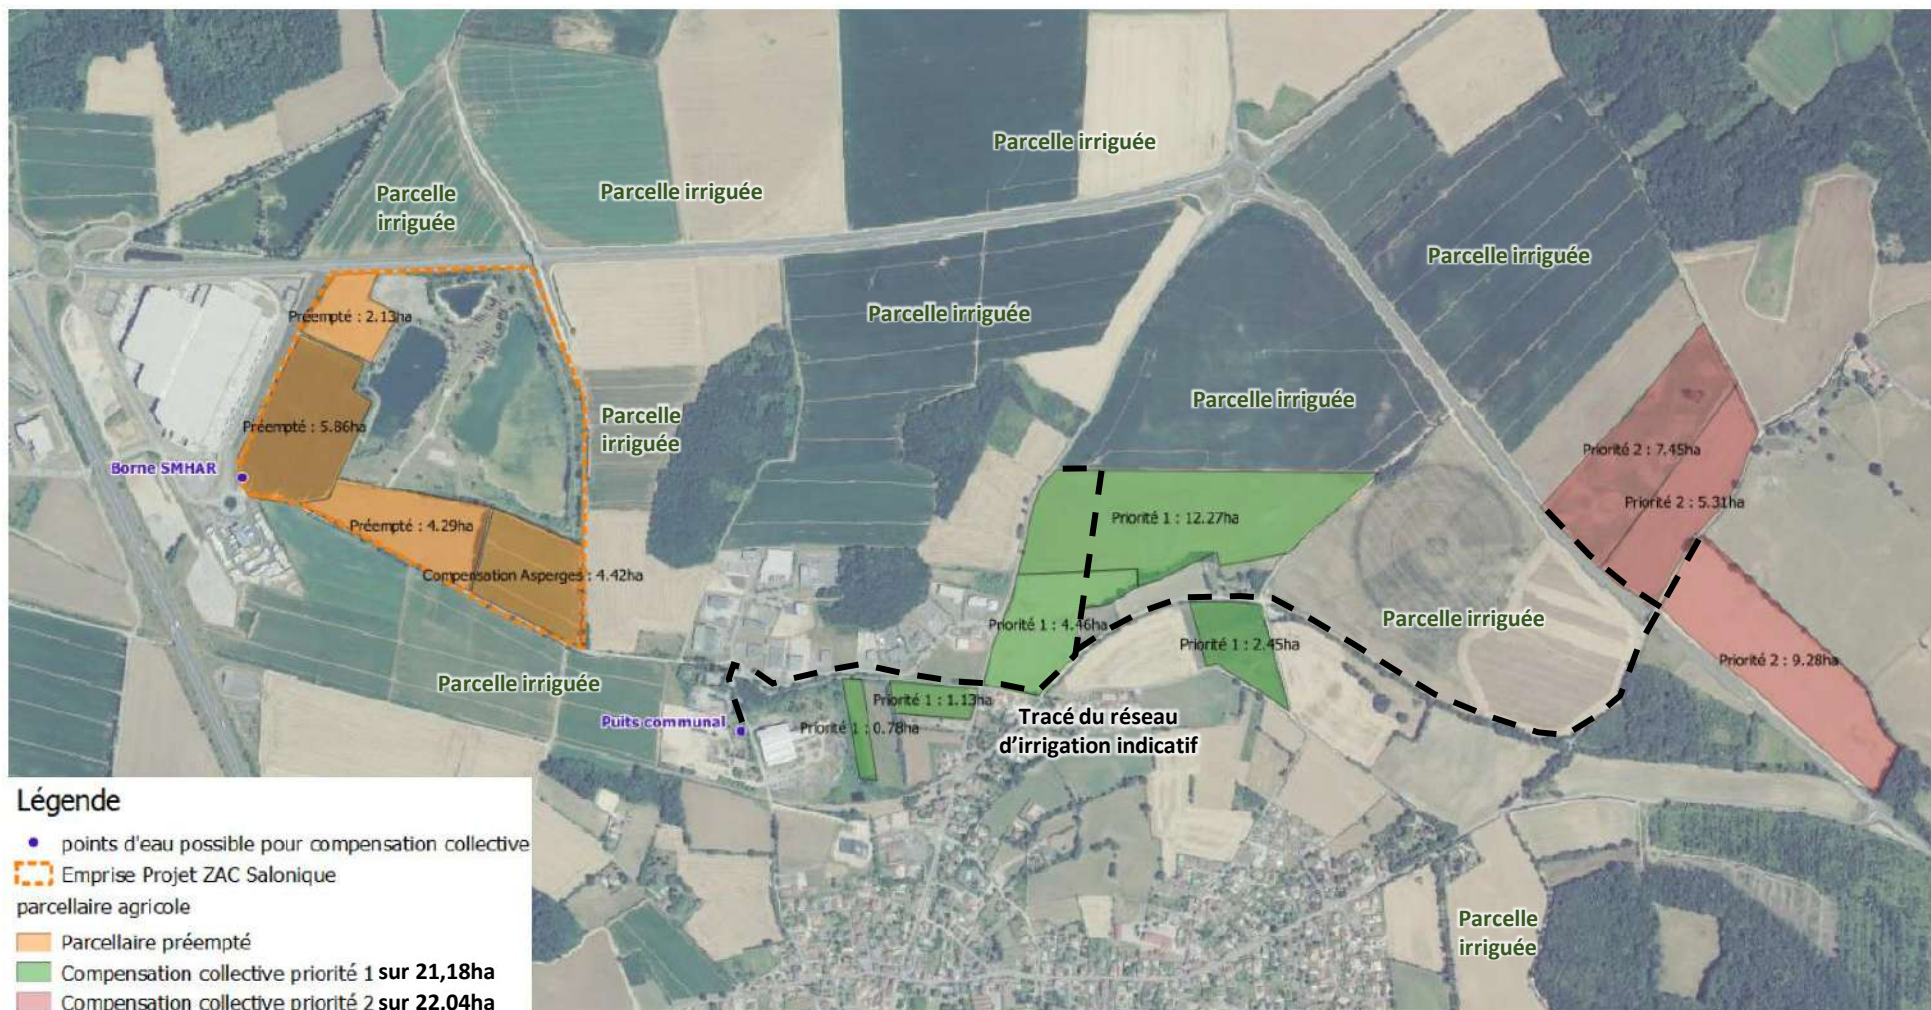 Parcelle irriguée
Parcelle
irriguée
Parcelle irriguée
Parcelle irriguée
Parcelle irriguée
Préempté : 2.13ha
Parcelle irriguée
Parcelle
irriguée
Préempté : 5.86ha
Priorité 2 : 7.45ha
Borne SMHAR
Priorité 2 : 5.31ha
Priorité 1 : 12.27ha
Préempté : 4.29ha
Compensation Asperges : 4.42ha
Parcelle irriguée
Priorité 1 : 4.46ha
Priorité 1 : 2.45ha
Priorité 2 : 9.28ha
Parcelle irriguée
Priorité 1 : 1.13ha
Puits communal
Priorité 1 : 0.78ha
Tracé du réseau
d'irrigation indicatif
Parcelle
irriguée
Légende
points d'eau possible pour compensation collective
Emprise Projet ZAC Salonique
parcellaire agricole
Parcellaire préempté
Compensation collective priorité 1 sur 21,18ha
Compensation collective priorité 2 sur 22,04ha